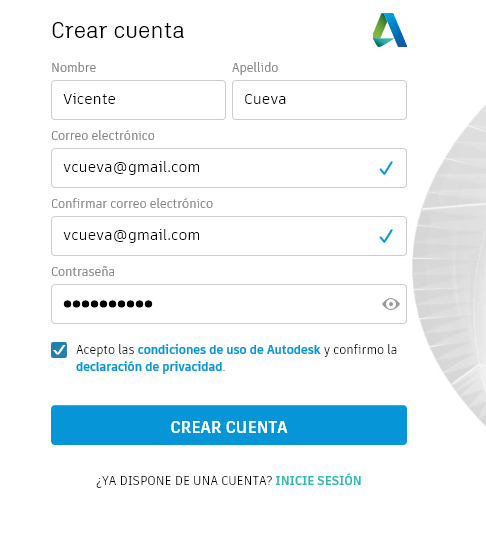 Crear cuenta
Nombre
Apellido
Vicente
Cueva
Correo electrónico
vcueva@gmail.com
Confirmar correo electrónico
vcueva@gmail.com
Contraseña
●●●●●●●●●●
Acepto las condiciones de uso de Autodesk y confirmo la
declaración de privacidad.
CREAR CUENTA
¿YA DISPONE DE UNA CUENTA? INICIE SESIÓN